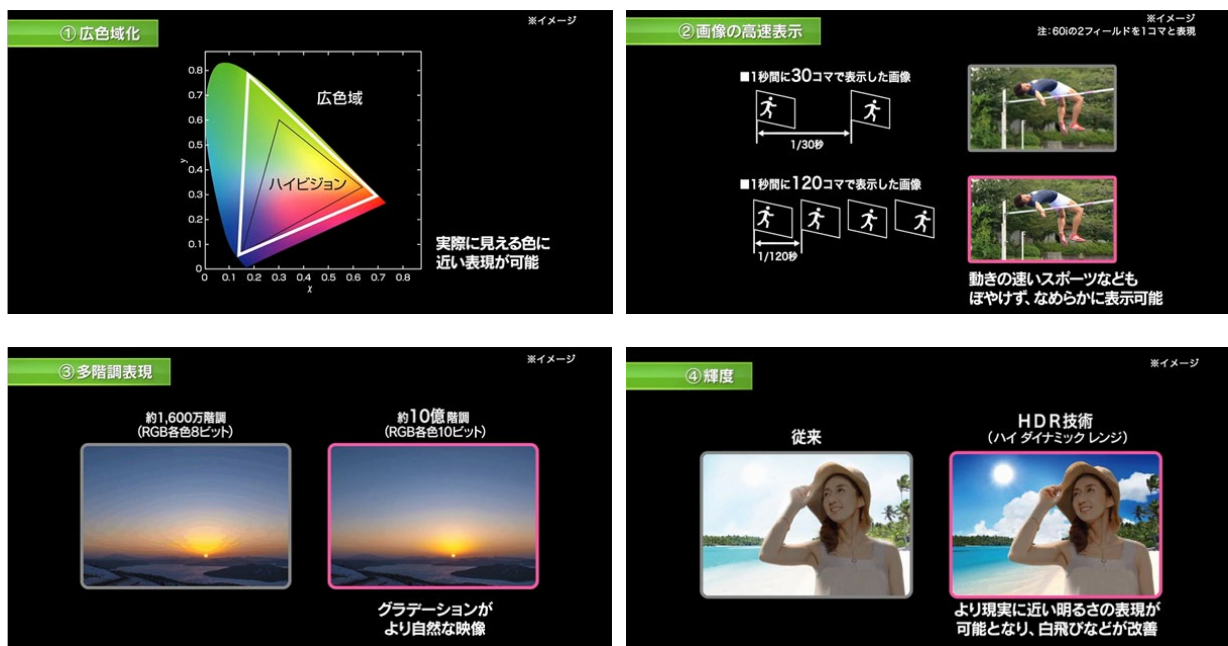 ①広色域化
※イメージ
広色域
ハイビジョン
y
0.8
0.7
0.6
0.5
0.4
0.3
0.2
0.1
0
0 0.1 0.2 0.3 0.4 0.5 0.6 0.7 0.8
x
実際に見える色に
近い表現が可能
②画像の高速表示
※イメージ
注:60iの2フィールドを1コマと表現
■1秒間に30コマで表示した画像
1/30秒
■1秒間に120コマで表示した画像
1/120秒
動きの速いスポーツなども
ぼやけず、なめらかに表示可能
③多階調表現
※イメージ
約1,600万階調
(RGB各色8ビット)
約10億階調
(RGB各色10ビット)
グラデーションが
より自然な映像
④輝度
※イメージ
従来
HDR技術
(ハイ ダイナミック レンジ)
より現実に近い明るさの表現が
可能となり、白飛びなどが改善